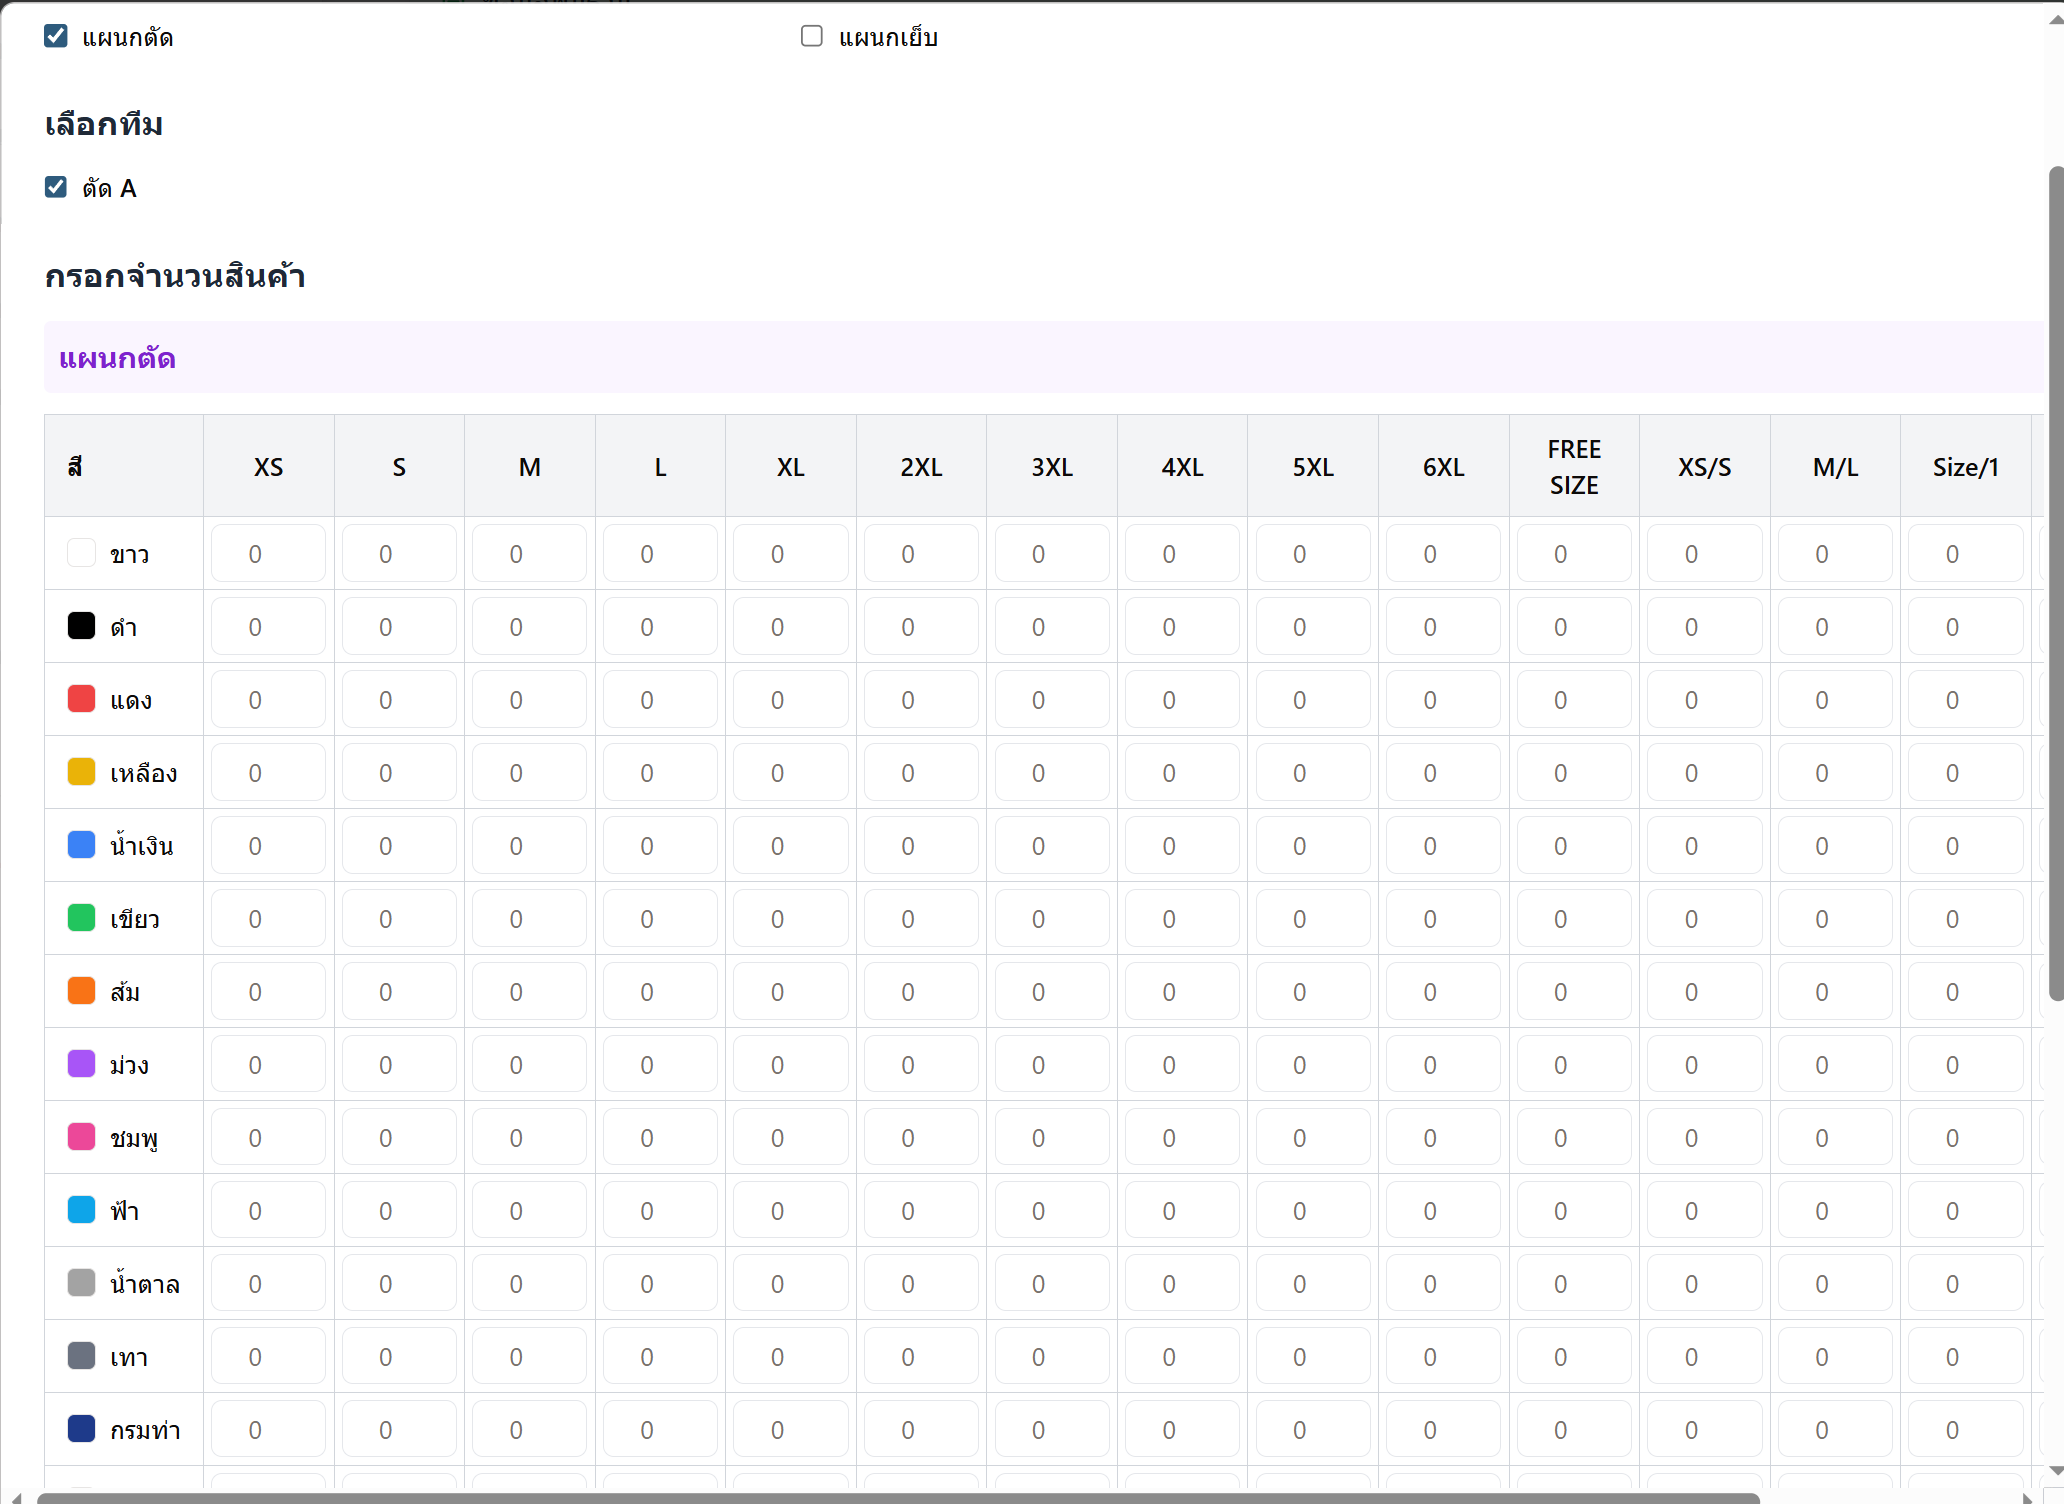 แผนกตัด แผนกเย็บ
เลือกทีม
ตัด A
กรอกจำนวนสินค้า
แผนกตัด
สี XS S M L XL 2XL 3XL 4XL 5XL 6XL FREE SIZE XS/S M/L Size/1
ขาว 0 0 0 0 0 0 0 0 0 0 0 0 0 0
ดำ 0 0 0 0 0 0 0 0 0 0 0 0 0 0
แดง 0 0 0 0 0 0 0 0 0 0 0 0 0 0
เหลือง 0 0 0 0 0 0 0 0 0 0 0 0 0 0
น้ำเงิน 0 0 0 0 0 0 0 0 0 0 0 0 0 0
เขียว 0 0 0 0 0 0 0 0 0 0 0 0 0 0
ส้ม 0 0 0 0 0 0 0 0 0 0 0 0 0 0
ม่วง 0 0 0 0 0 0 0 0 0 0 0 0 0 0
ชมพู 0 0 0 0 0 0 0 0 0 0 0 0 0 0
ฟ้า 0 0 0 0 0 0 0 0 0 0 0 0 0 0
น้ำตาล 0 0 0 0 0 0 0 0 0 0 0 0 0 0
เทา 0 0 0 0 0 0 0 0 0 0 0 0 0 0
กรมท่า 0 0 0 0 0 0 0 0 0 0 0 0 0 0